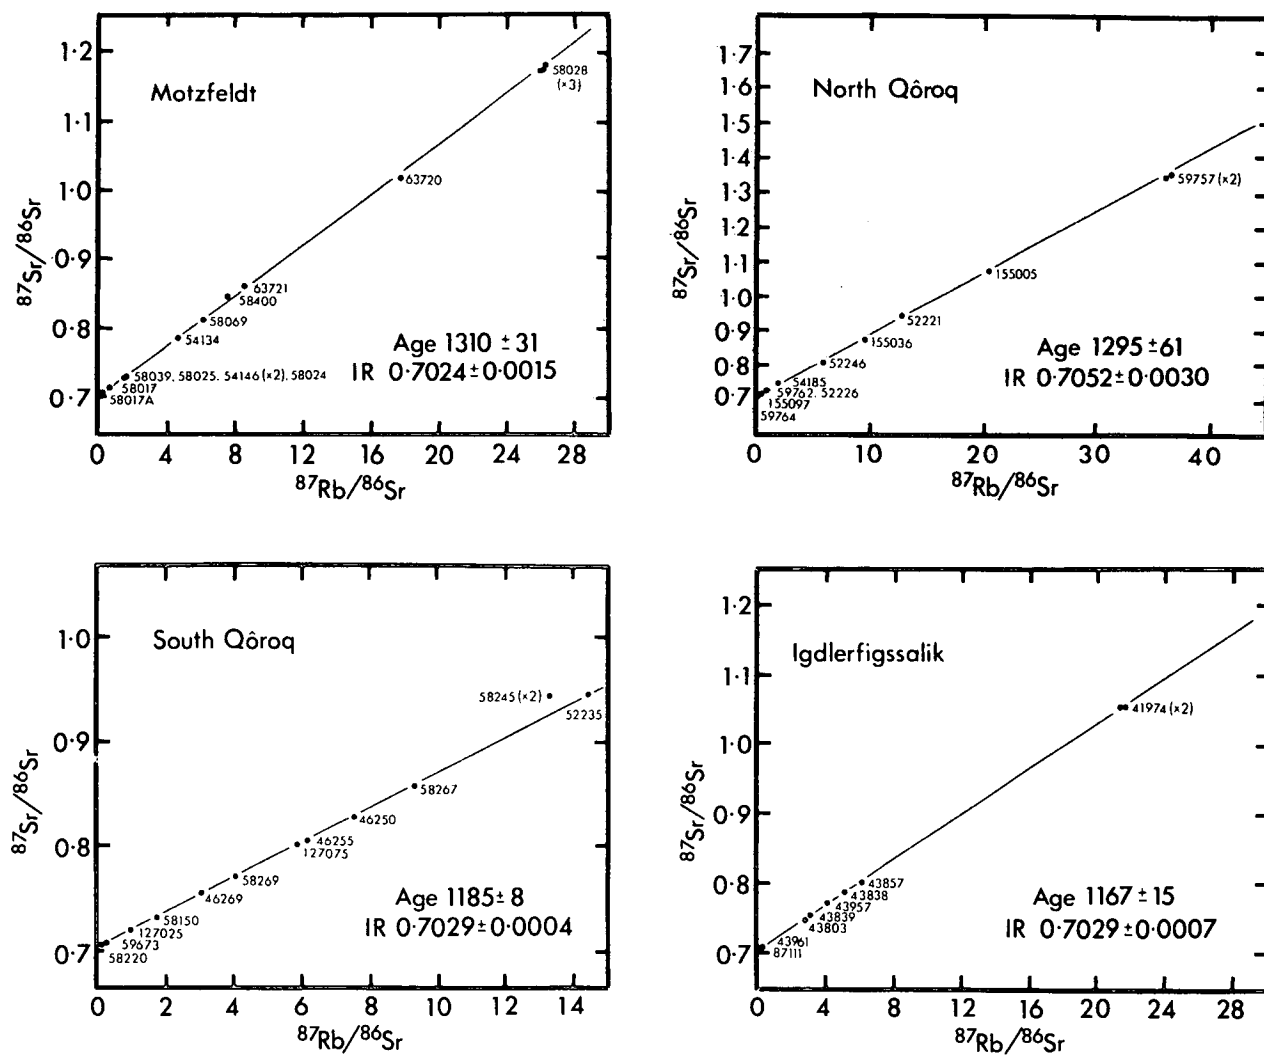 Motzfeldt
1·2
1·1
1·0
0·9
0·8
0·7
87Sr/86Sr
58028
(×3)
63720
63721
58400
58069
54134
58039, 58025, 54146(×2), 58024
58017
58017A
Age 1310 ±31
IR 0·7024±0·0015
0 4 8 12 16 20 24 28
87Rb/86Sr
North Qôroq
1·7
1·6
1·5
1·4
1·3
1·2
1·1
1·0
0·9
0·8
0·7
87Sr/86Sr
59757(×2)
155005
52221
155036
52246
54185
59762, 52226
155097
59764
Age 1295±61
IR 0·7052±0·0030
0 10 20 30 40
87Rb/86Sr
South Qôroq
1·0
0·9
0·8
0·7
87Sr/86Sr
58245(×2)
52235
58267
46250
46255
127075
58269
46269
58150
127025
59673
58220
Age 1185±8
IR 0·7029±0·0004
0 2 4 6 8 10 12 14
87Rb/86Sr
Igdlerfigssalik
1·2
1·1
1·0
0·9
0·8
0·7
87Sr/86Sr
41974(×2)
43857
43838
43957
43839
43803
43961
87111
Age 1167±15
IR 0·7029±0·0007
0 4 8 12 16 20 24 28
87Rb/86Sr